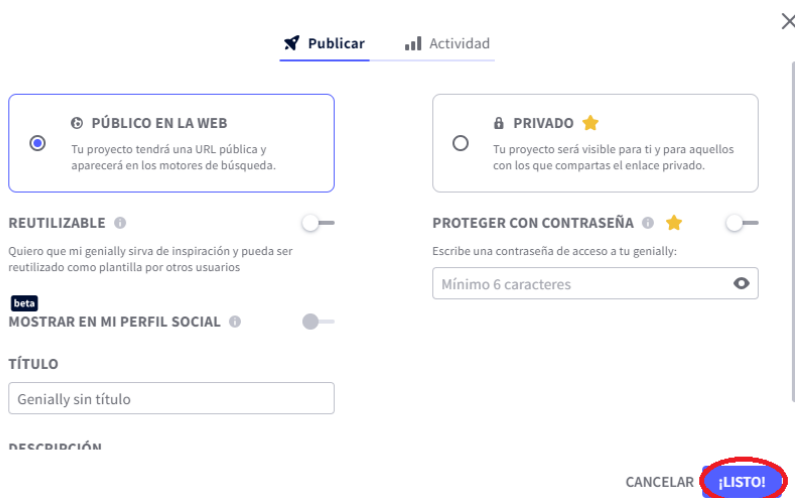 Publicar
Actividad
PÚBLICO EN LA WEB
Tu proyecto tendrá una URL pública y
aparecerá en los motores de búsqueda.
PRIVADO
Tu proyecto será visible para ti y para aquellos
con los que compartas el enlace privado.
REUTILIZABLE
Quiero que mi genially sirva de inspiración y pueda ser
reutilizado como plantilla por otros usuarios
PROTEGER CON CONTRASEÑA
Escribe una contraseña de acceso a tu genially:
Mínimo 6 caracteres
beta
MOSTRAR EN MI PERFIL SOCIAL
TÍTULO
Genially sin título
DESCRIPCIÓN
CANCELAR
¡LISTO!